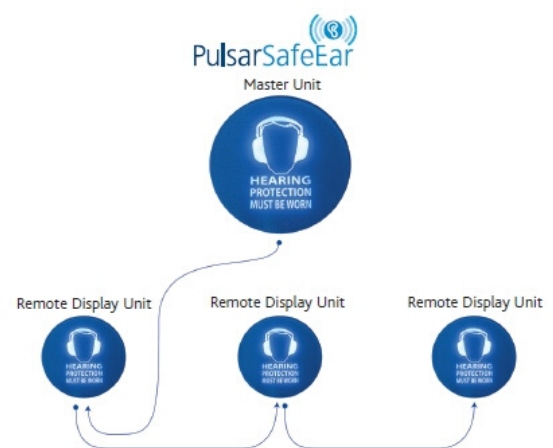 PulsarSafeEar
Master Unit
HEARING
PROTECTION
MUST BE WORN
Remote Display Unit
Remote Display Unit
Remote Display Unit
HEARING
PROTECTION
MUST BE WORN
HEARING
PROTECTION
MUST BE WORN
HEARING
PROTECTION
MUST BE WORN